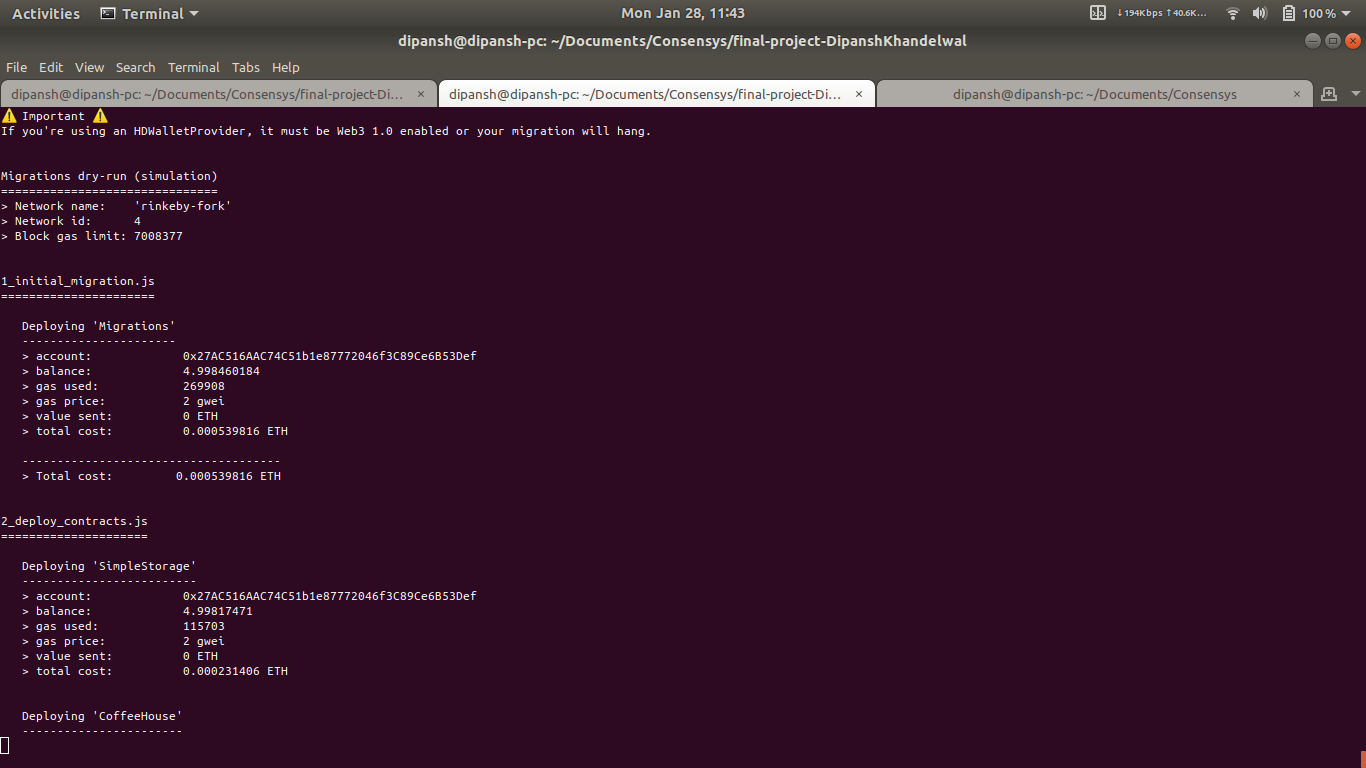 Activities Terminal Mon Jan 28, 11:43 ↓194Kbps ↑40.6K... 100 %
dipansh@dipansh-pc: ~/Documents/Consensys/final-project-DipanshKhandelwal
File Edit View Search Terminal Tabs Help
dipansh@dipansh-pc: ~/Documents/Consensys/final-project-Di... × dipansh@dipansh-pc: ~/Documents/Consensys/final-project-Di... × dipansh@dipansh-pc: ~/Documents/Consensys ×
⚠️ Important ⚠️
If you're using an HDWalletProvider, it must be Web3 1.0 enabled or your migration will hang.
Migrations dry-run (simulation)
===============================
> Network name:    'rinkeby-fork'
> Network id:      4
> Block gas limit: 7008377
1_initial_migration.js
======================
   Deploying 'Migrations'
   ----------------------
   > account:             0x27AC516AAC74C51b1e87772046f3C89Ce6B53Def
   > balance:             4.998460184
   > gas used:            269908
   > gas price:           2 gwei
   > value sent:          0 ETH
   > total cost:          0.000539816 ETH
   -------------------------------------
   > Total cost:         0.000539816 ETH
2_deploy_contracts.js
=====================
   Deploying 'SimpleStorage'
   -------------------------
   > account:             0x27AC516AAC74C51b1e87772046f3C89Ce6B53Def
   > balance:             4.99817471
   > gas used:            115703
   > gas price:           2 gwei
   > value sent:          0 ETH
   > total cost:          0.000231406 ETH
   Deploying 'CoffeeHouse'
   -----------------------